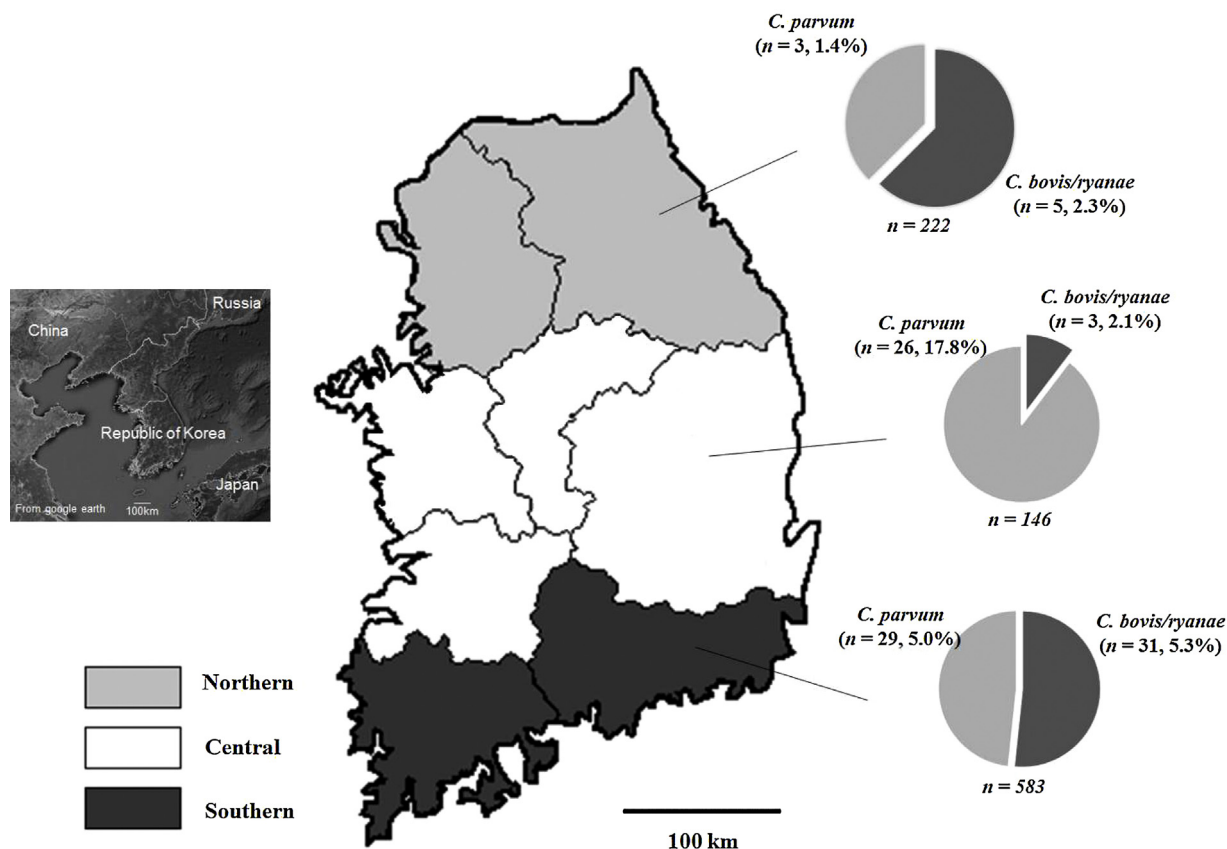 C. parvum
(n = 3, 1.4%)
C. bovis/ryanae
(n = 5, 2.3%)
n = 222
Russia
China
Republic of Korea
Japan
From google earth
100km
C. bovis/ryanae
(n = 3, 2.1%)
C. parvum
(n = 26, 17.8%)
n = 146
C. parvum
(n = 29, 5.0%)
C. bovis/ryanae
(n = 31, 5.3%)
n = 583
Northern
Central
Southern
100 km